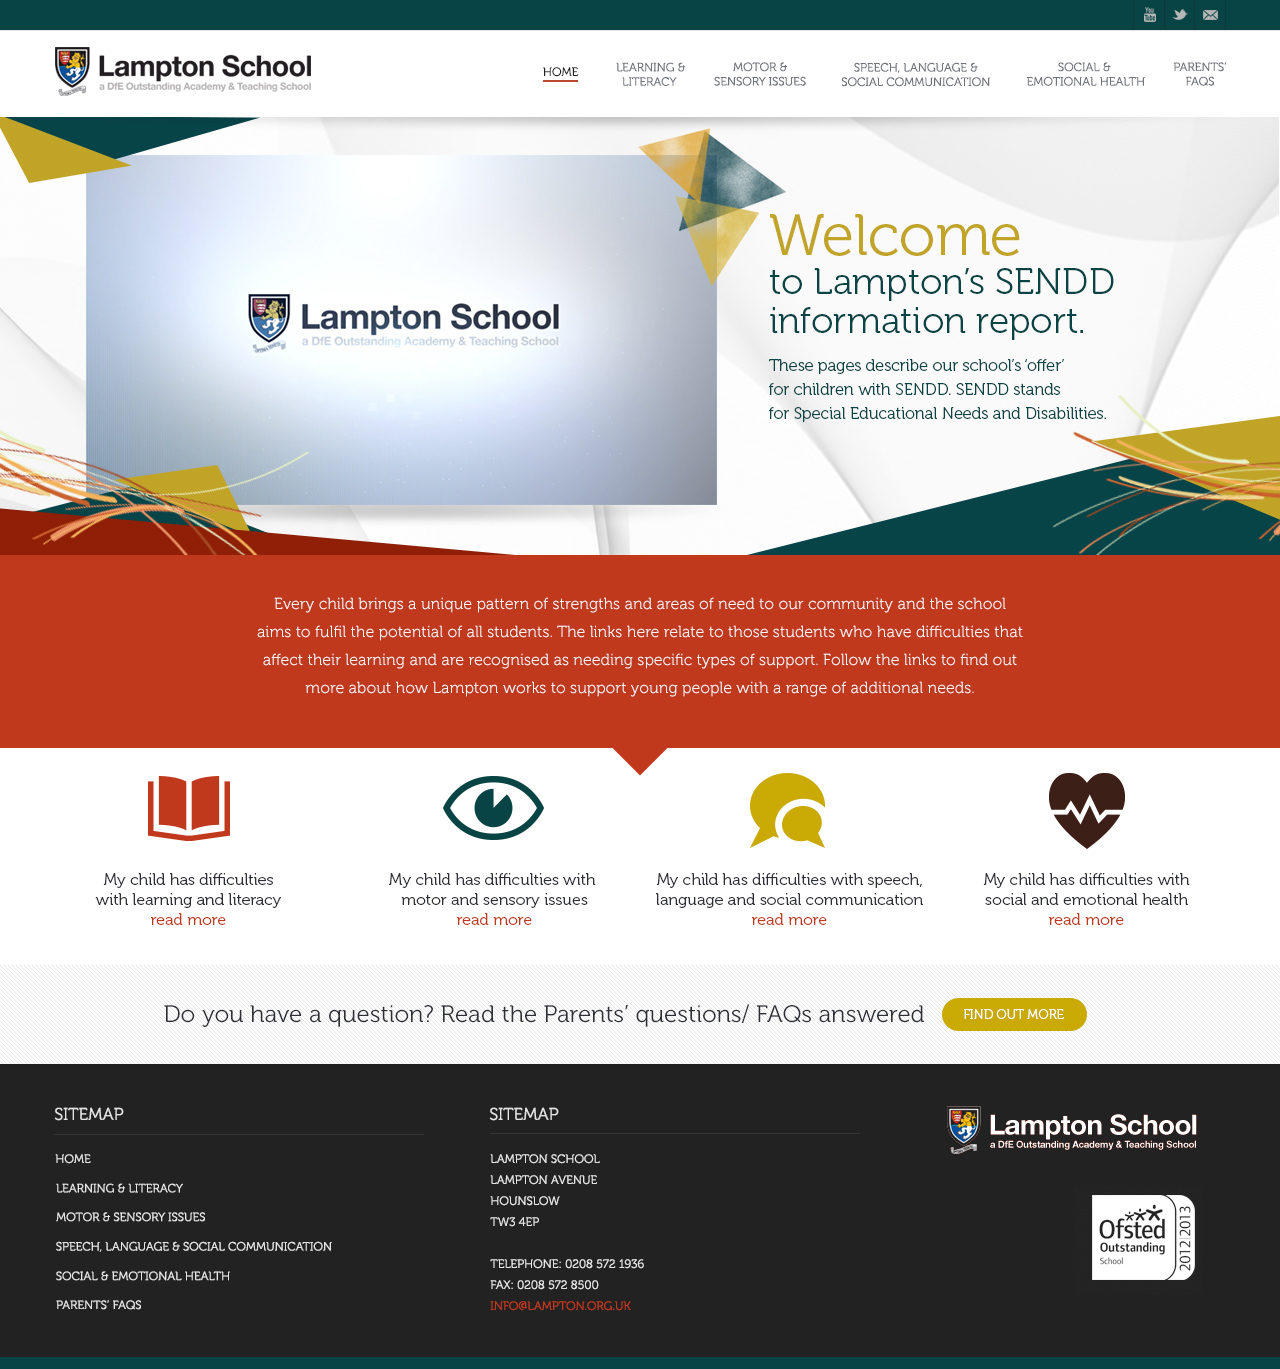 You
Tube
Lampton School
a DfE Outstanding Academy & Teaching School
HOME
LEARNING &
LITERACY
MOTOR &
SENSORY ISSUES
SPEECH, LANGUAGE &
SOCIAL COMMUNICATION
SOCIAL &
EMOTIONAL HEALTH
PARENTS'
FAQS
Lampton School
a DfE Outstanding Academy & Teaching School
Welcome
to Lampton's SENDD
information report.
These pages describe our school's 'offer'
for children with SENDD. SENDD stands
for Special Educational Needs and Disabilities.
Every child brings a unique pattern of strengths and areas of need to our community and the school
aims to fulfil the potential of all students. The links here relate to those students who have difficulties that
affect their learning and are recognised as needing specific types of support. Follow the links to find out
more about how Lampton works to support young people with a range of additional needs.
My child has difficulties
with learning and literacy
read more
My child has difficulties with
motor and sensory issues
read more
My child has difficulties with speech,
language and social communication
read more
My child has difficulties with
social and emotional health
read more
Do you have a question? Read the Parents' questions/ FAQs answered
FIND OUT MORE
SITEMAP
HOME
LEARNING & LITERACY
MOTOR & SENSORY ISSUES
SPEECH, LANGUAGE & SOCIAL COMMUNICATION
SOCIAL & EMOTIONAL HEALTH
PARENTS' FAQS
SITEMAP
LAMPTON SCHOOL
LAMPTON AVENUE
HOUNSLOW
TW3 4EP
TELEPHONE: 0208 572 1936
FAX: 0208 572 8500
INFO@LAMPTON.ORG.UK
Lampton School
a DfE Outstanding Academy & Teaching School
Ofsted
Outstanding
School
2012|2013